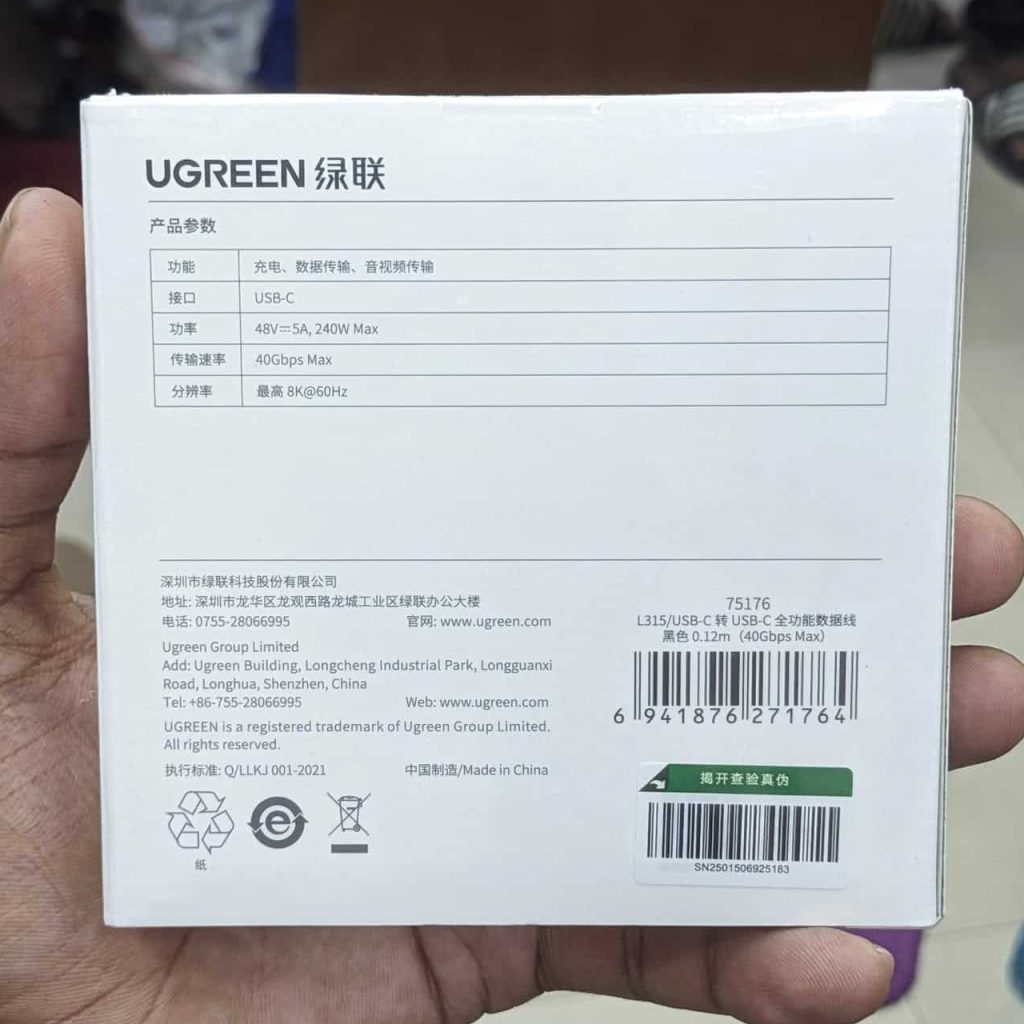 UGREEN 绿联
产品参数
功能 充电、数据传输、音视频传输
接口 USB-C
功率 48V⎓5A, 240W Max
传输速率 40Gbps Max
分辨率 最高 8K@60Hz
深圳市绿联科技股份有限公司
地址: 深圳市龙华区龙观西路龙城工业区绿联办公大楼
电话: 0755-28066995 官网: www.ugreen.com
Ugreen Group Limited
Add: Ugreen Building, Longcheng Industrial Park, Longguanxi
Road, Longhua, Shenzhen, China
Tel: +86-755-28066995 Web: www.ugreen.com
UGREEN is a registered trademark of Ugreen Group Limited.
All rights reserved.
执行标准: Q/LLKJ 001-2021 中国制造/Made in China
紙
75176
L315/USB-C 转 USB-C 全功能数据线
黑色 0.12m（40Gbps Max）
6 941876 271764
揭开查验真伪
SN2501506925183